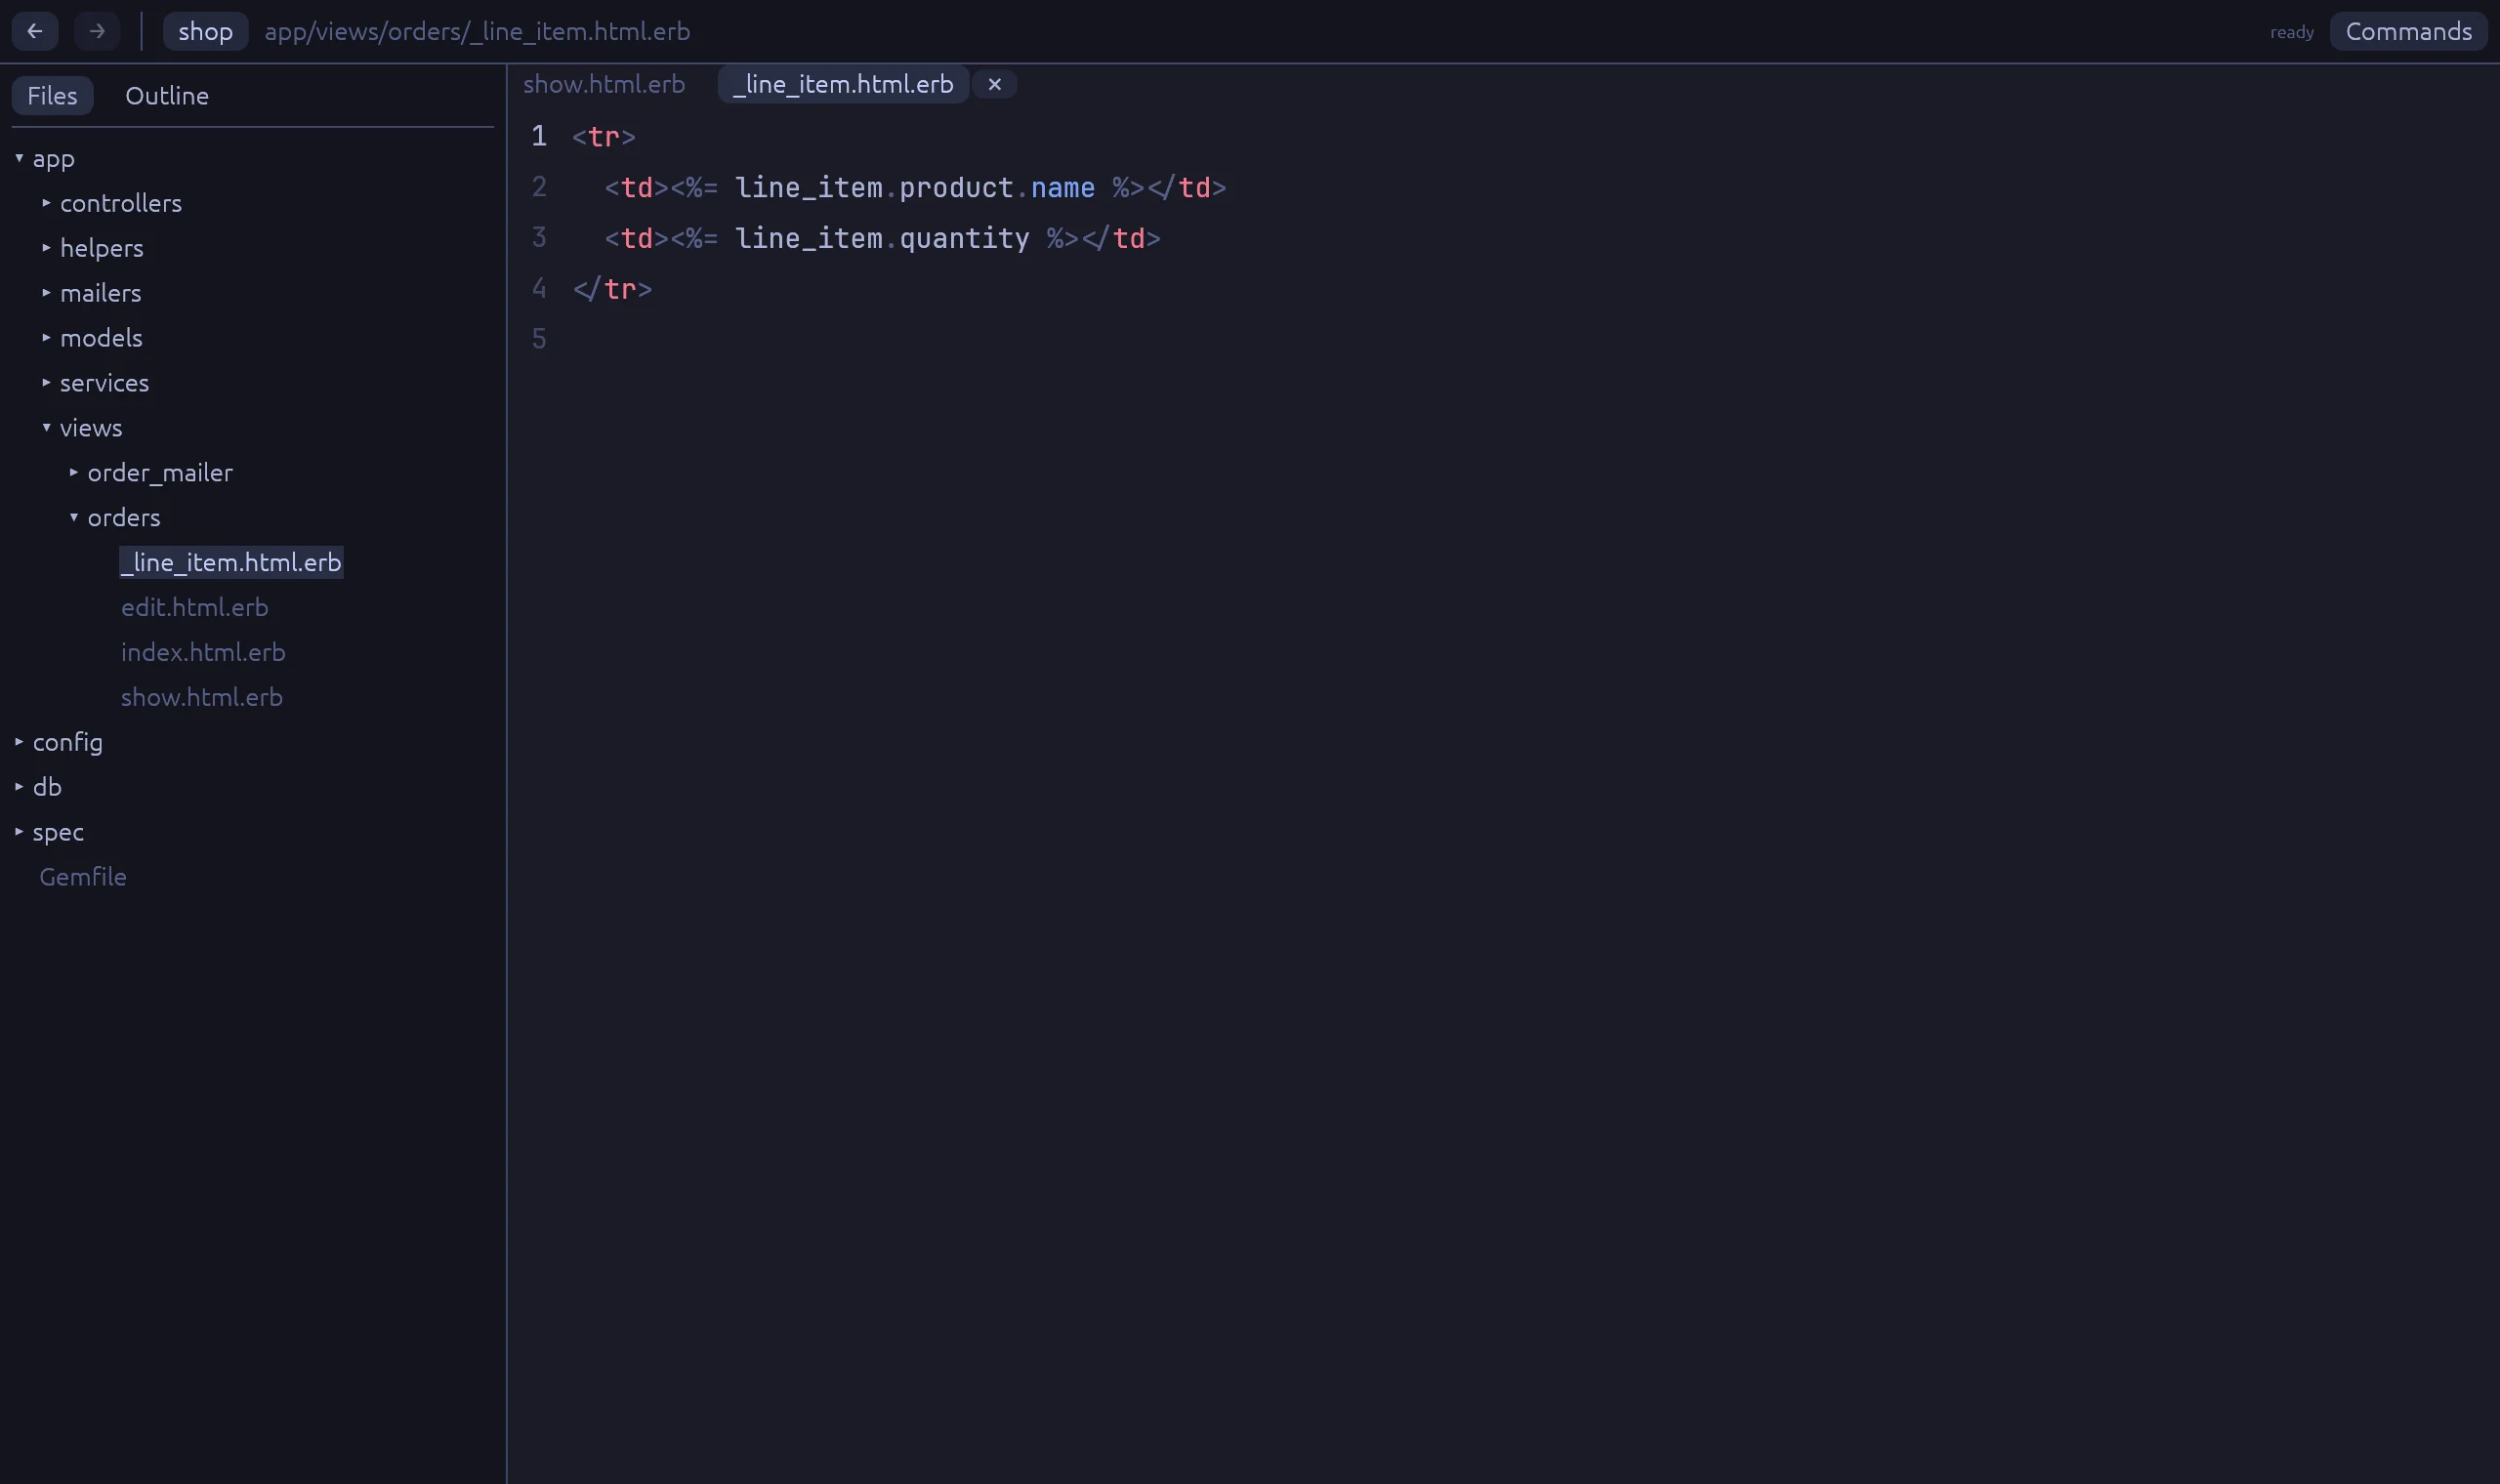 ← → shop app/views/orders/_line_item.html.erb ready Commands
Files Outline
▾ app
▸ controllers
▸ helpers
▸ mailers
▸ models
▸ services
▾ views
▸ order_mailer
▾ orders
_line_item.html.erb
edit.html.erb
index.html.erb
show.html.erb
▸ config
▸ db
▸ spec
Gemfile
show.html.erb _line_item.html.erb ×
1 <tr>
2   <td><%= line_item.product.name %></td>
3   <td><%= line_item.quantity %></td>
4 </tr>
5